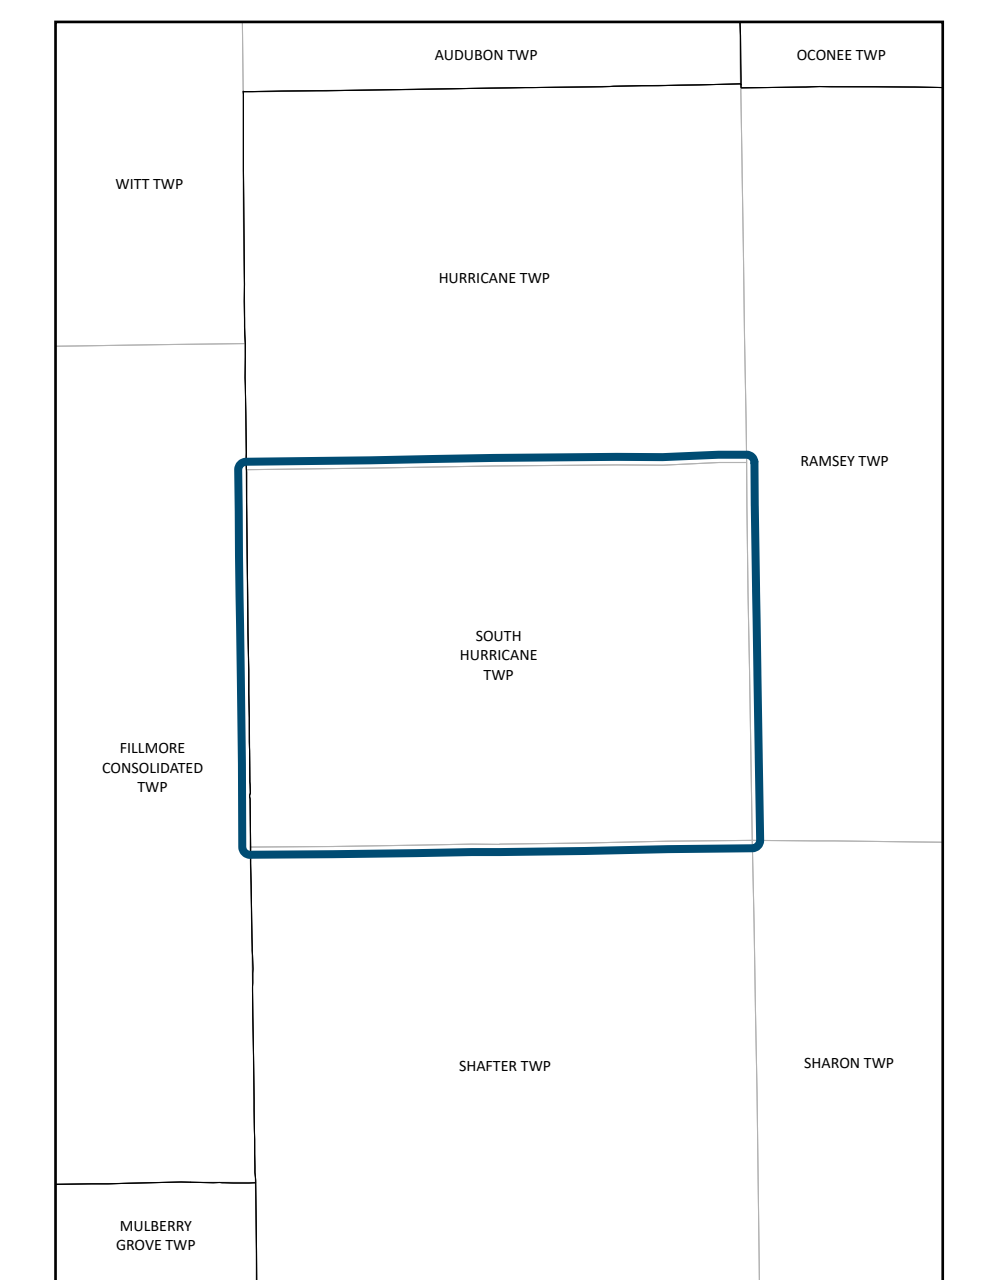 AUDUBON TWP
OCONEE TWP
WITT TWP
HURRICANE TWP
RAMSEY TWP
SOUTH
HURRICANE
TWP
FILLMORE
CONSOLIDATED
TWP
SHAFTER TWP
SHARON TWP
MULBERRY
GROVE TWP